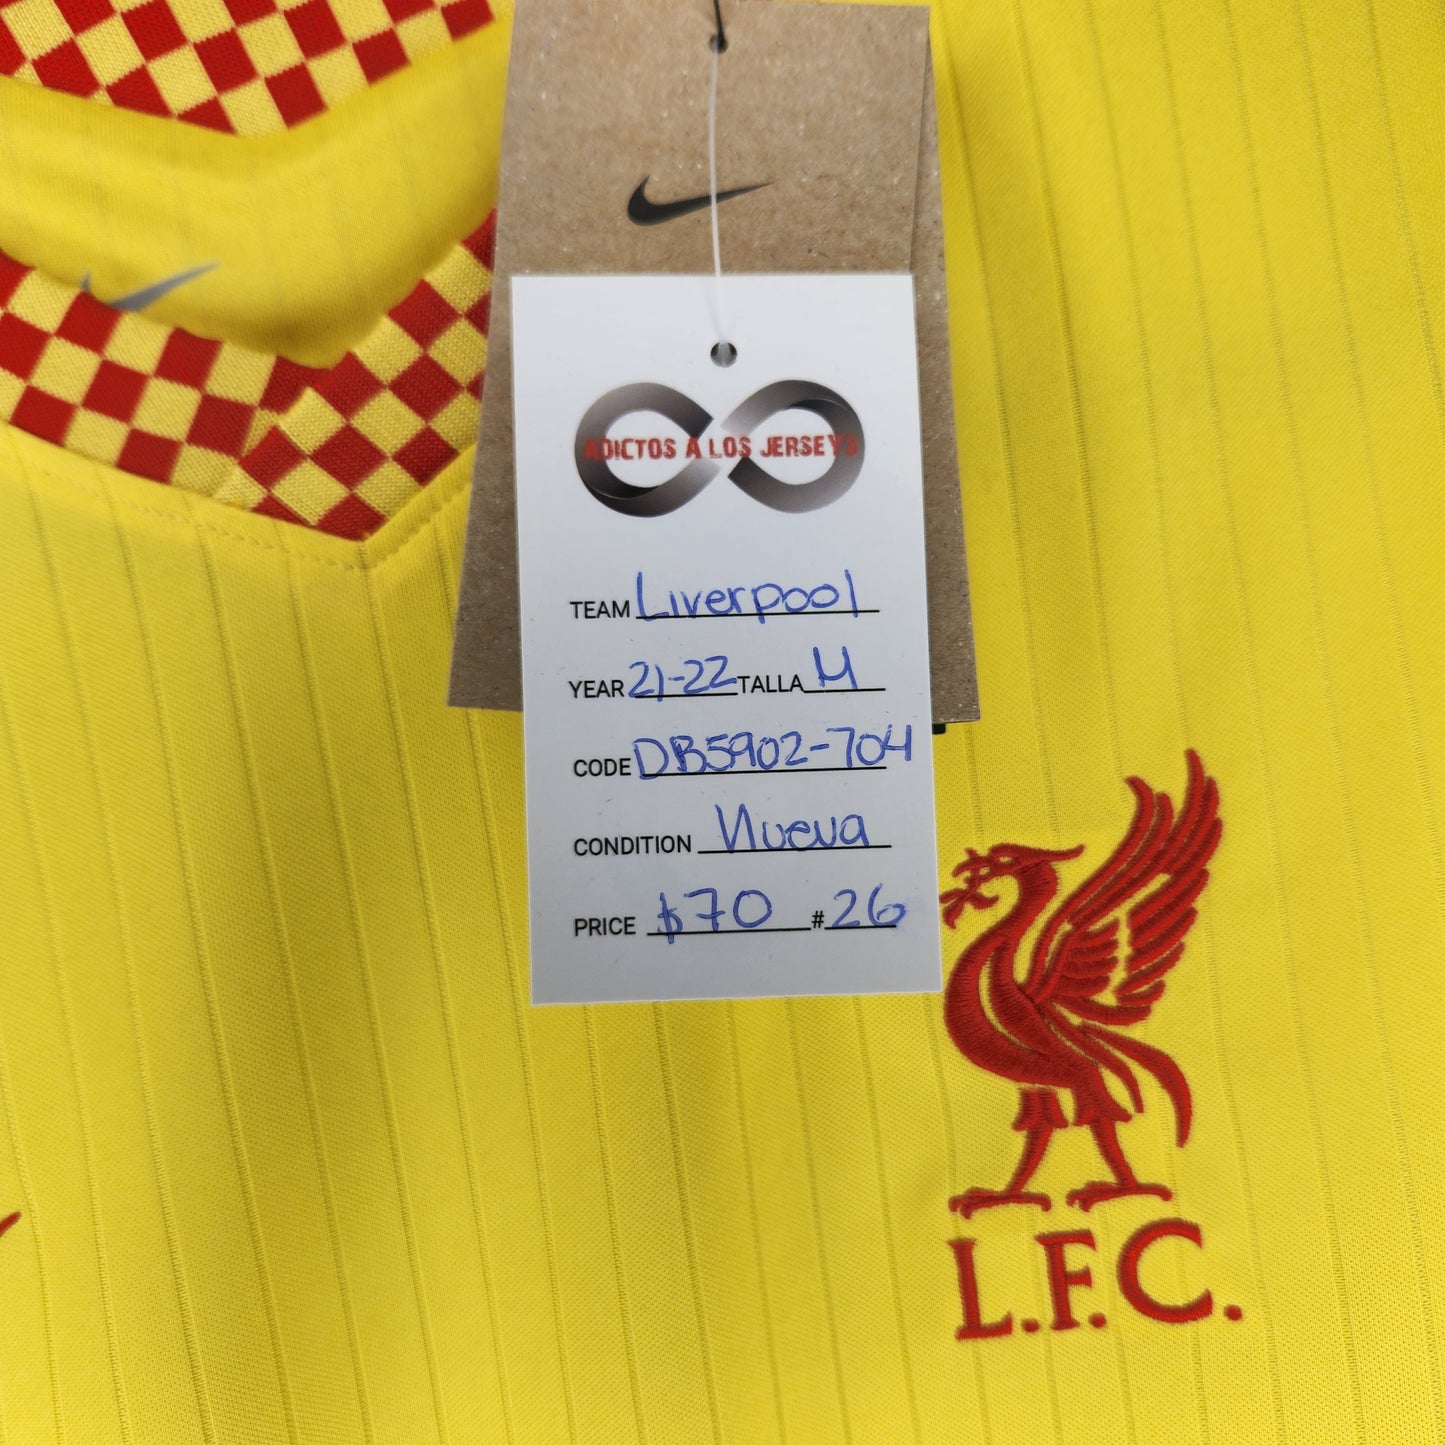 ADICTOS A LOS JERSEYS
TEAM Liverpool
YEAR 21-22 TALLA M
CODE DB5902-704
CONDITION Nueva
PRICE $70 # 26
L.F.C.